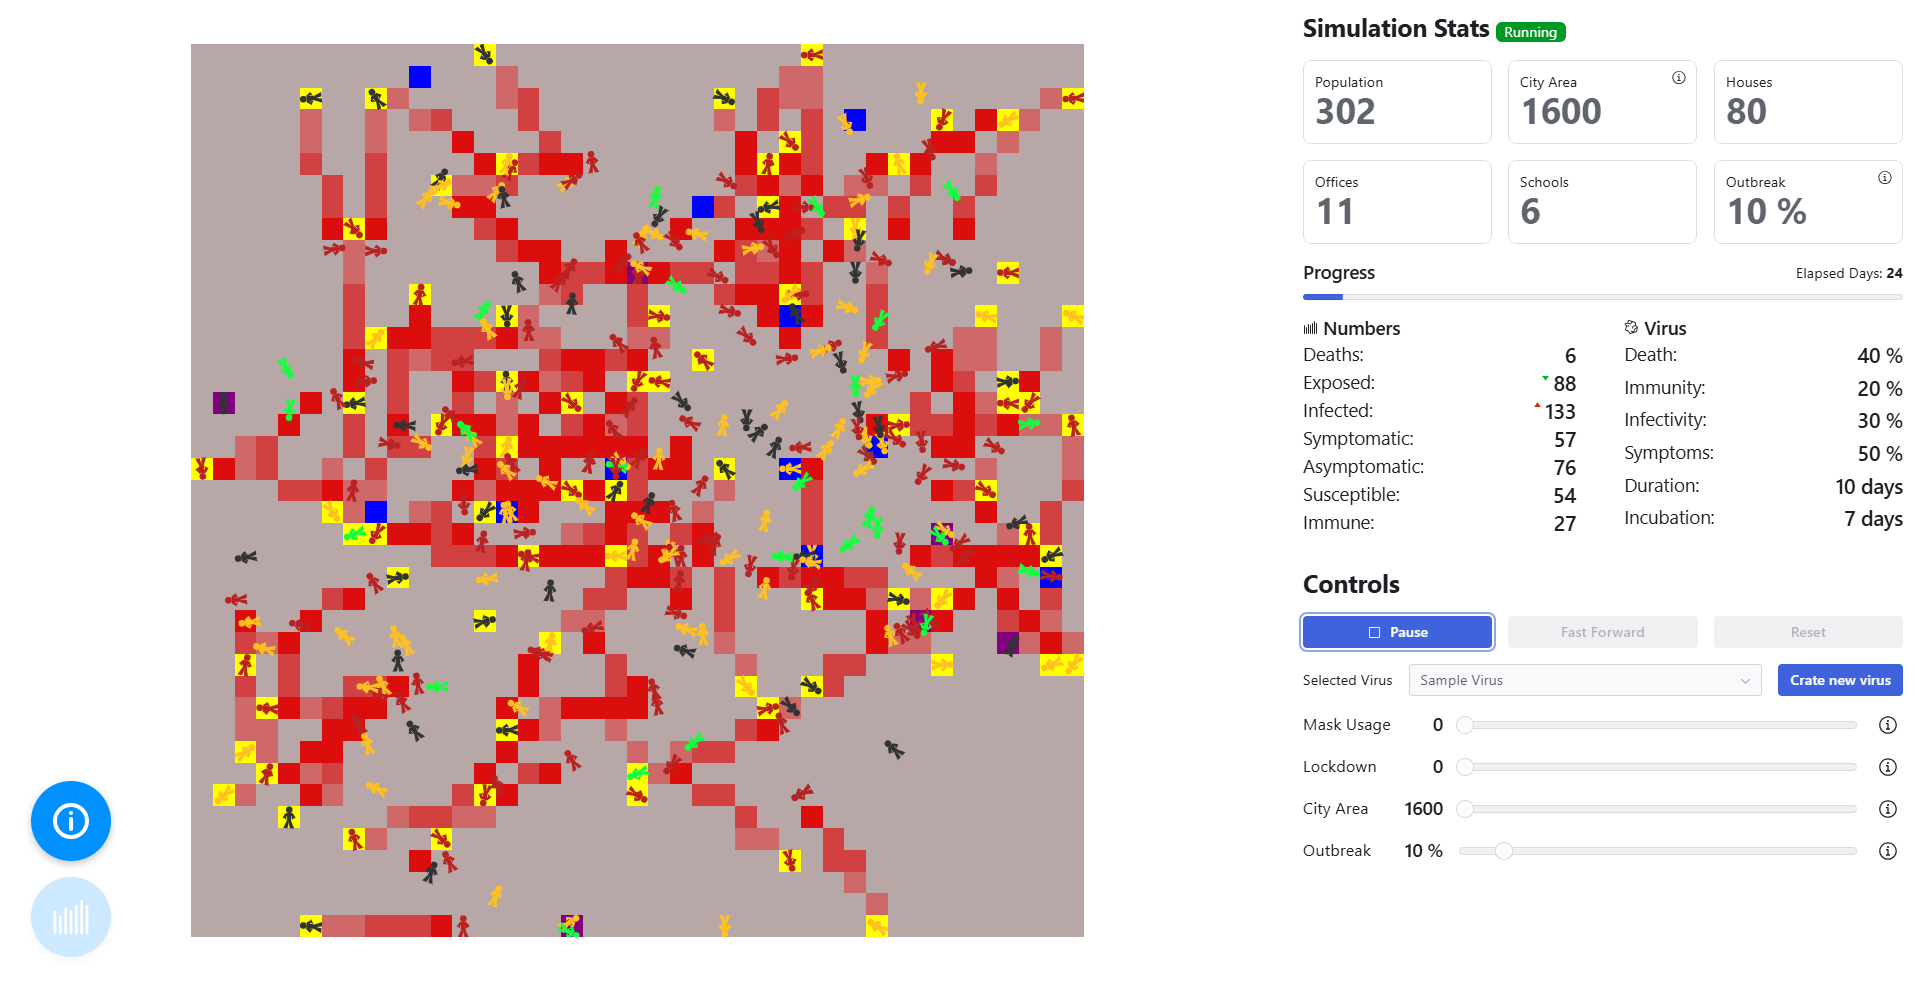 Simulation Stats Running
Population
302
City Area
1600
Houses
80
Offices
11
Schools
6
Outbreak
10 %
Progress
Elapsed Days: 24
Numbers
Deaths: 6
Exposed: 88
Infected: 133
Symptomatic: 57
Asymptomatic: 76
Susceptible: 54
Immune: 27
Virus
Death: 40 %
Immunity: 20 %
Infectivity: 30 %
Symptoms: 50 %
Duration: 10 days
Incubation: 7 days
Controls
Pause
Fast Forward
Reset
Selected Virus
Sample Virus
Crate new virus
Mask Usage 0
Lockdown 0
City Area 1600
Outbreak 10 %